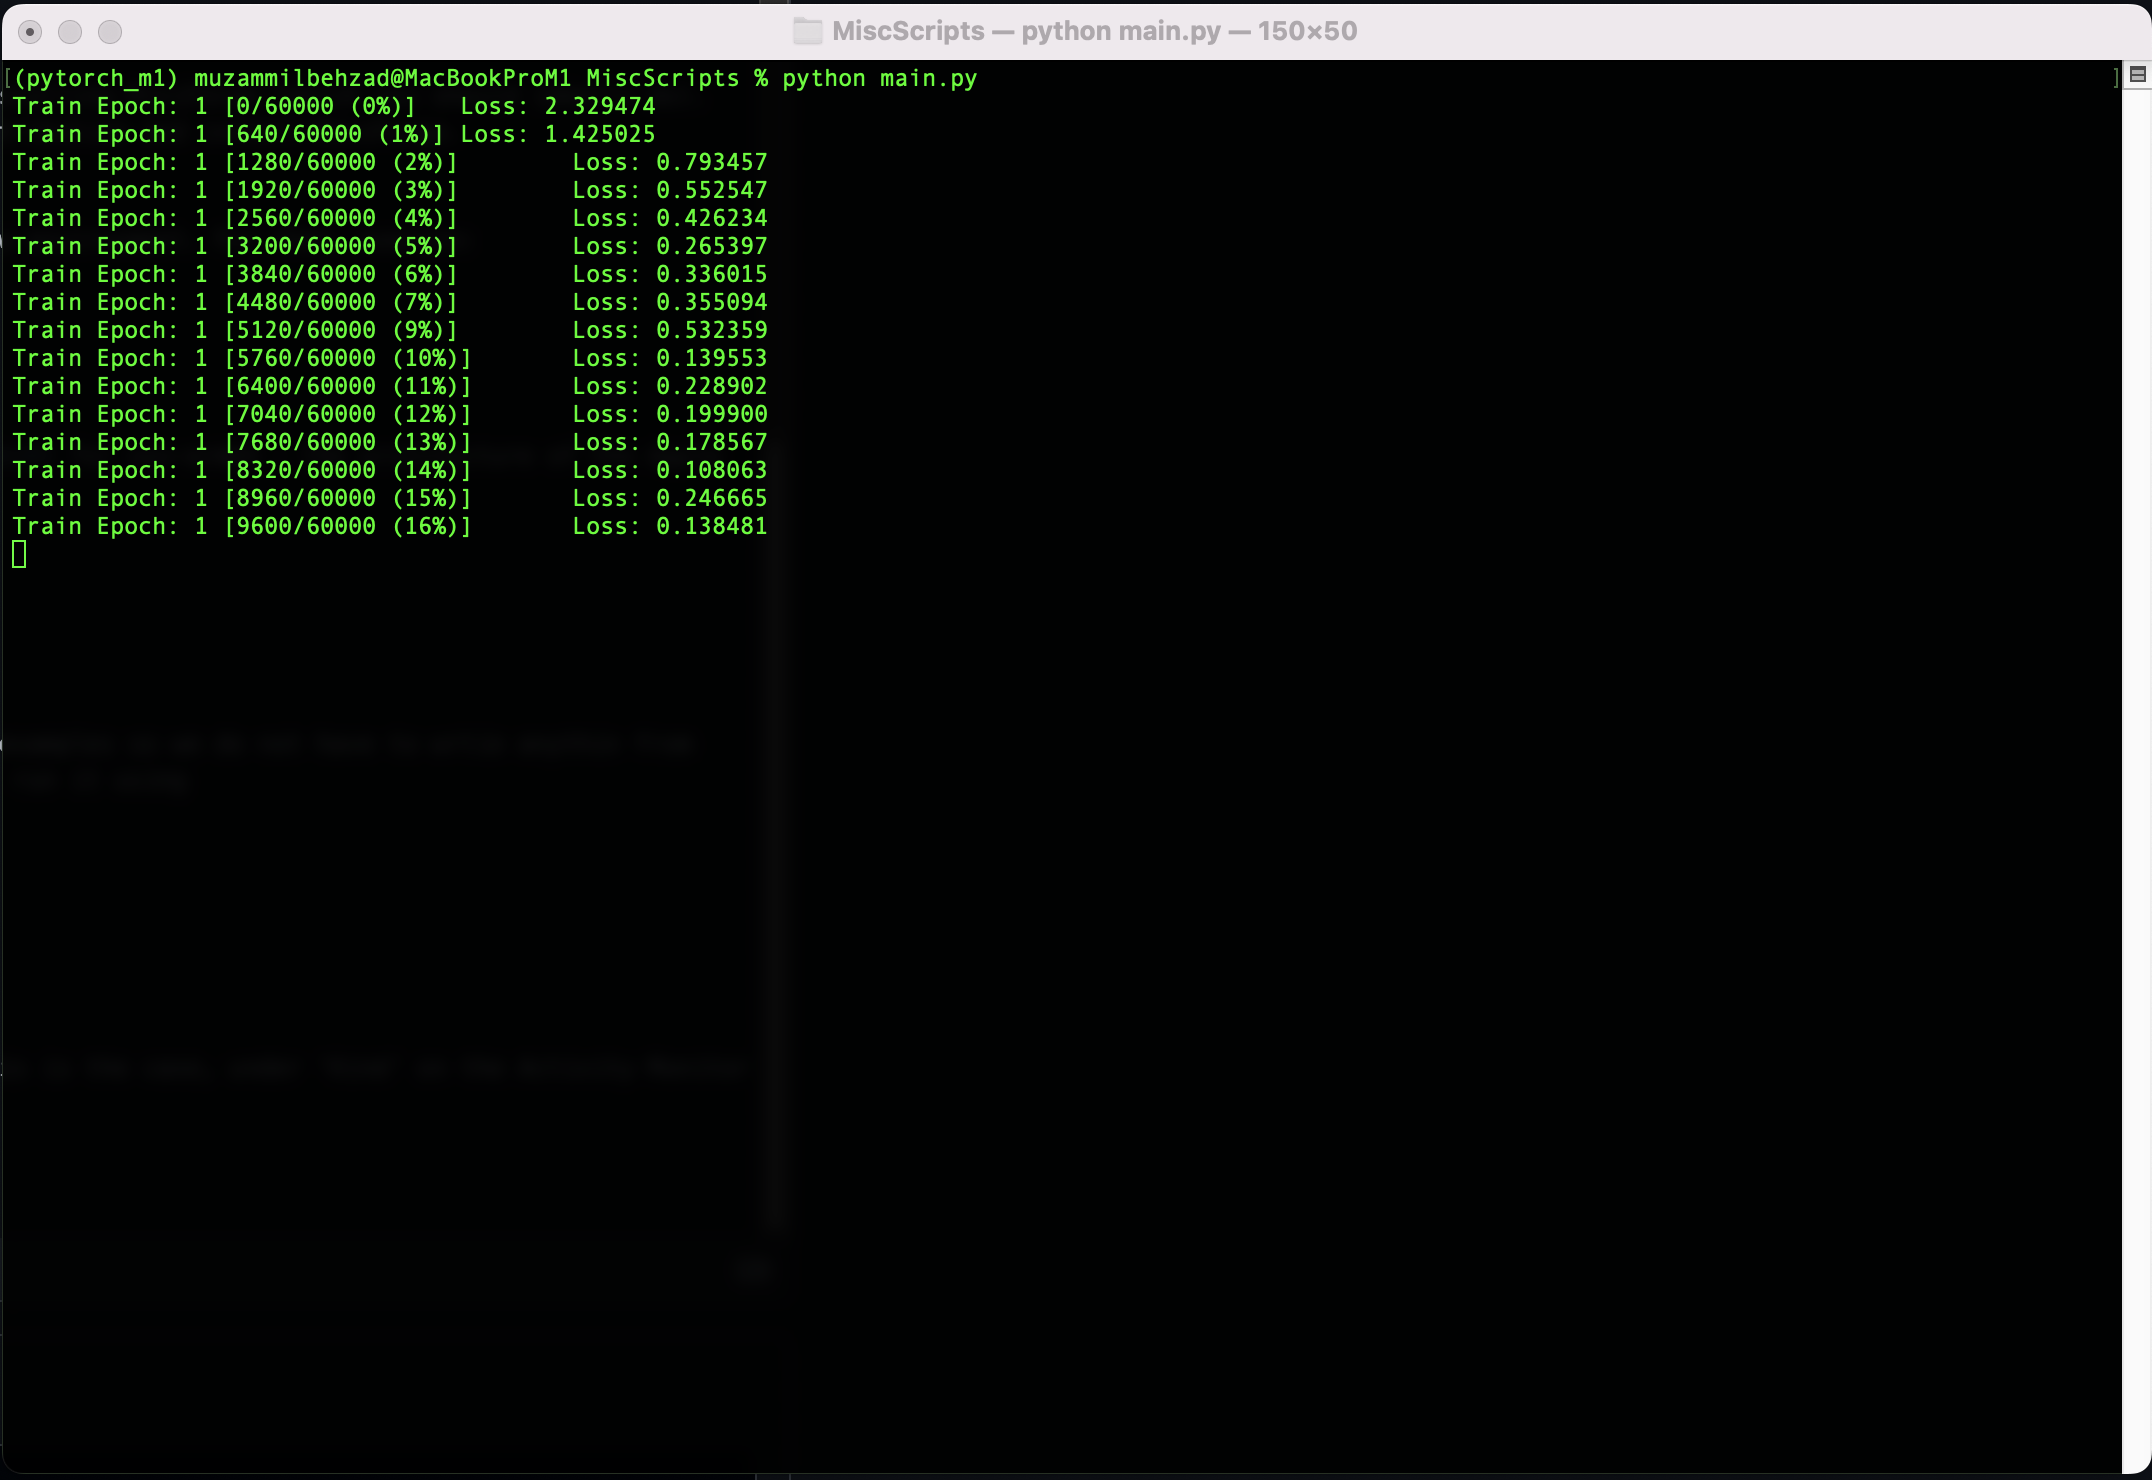 MiscScripts — python main.py — 150×50
[(pytorch_m1) muzammilbehzad@MacBookProM1 MiscScripts % python main.py ]
Train Epoch: 1 [0/60000 (0%)] Loss: 2.329474
Train Epoch: 1 [640/60000 (1%)] Loss: 1.425025
Train Epoch: 1 [1280/60000 (2%)] Loss: 0.793457
Train Epoch: 1 [1920/60000 (3%)] Loss: 0.552547
Train Epoch: 1 [2560/60000 (4%)] Loss: 0.426234
Train Epoch: 1 [3200/60000 (5%)] Loss: 0.265397
Train Epoch: 1 [3840/60000 (6%)] Loss: 0.336015
Train Epoch: 1 [4480/60000 (7%)] Loss: 0.355094
Train Epoch: 1 [5120/60000 (9%)] Loss: 0.532359
Train Epoch: 1 [5760/60000 (10%)] Loss: 0.139553
Train Epoch: 1 [6400/60000 (11%)] Loss: 0.228902
Train Epoch: 1 [7040/60000 (12%)] Loss: 0.199900
Train Epoch: 1 [7680/60000 (13%)] Loss: 0.178567
Train Epoch: 1 [8320/60000 (14%)] Loss: 0.108063
Train Epoch: 1 [8960/60000 (15%)] Loss: 0.246665
Train Epoch: 1 [9600/60000 (16%)] Loss: 0.138481